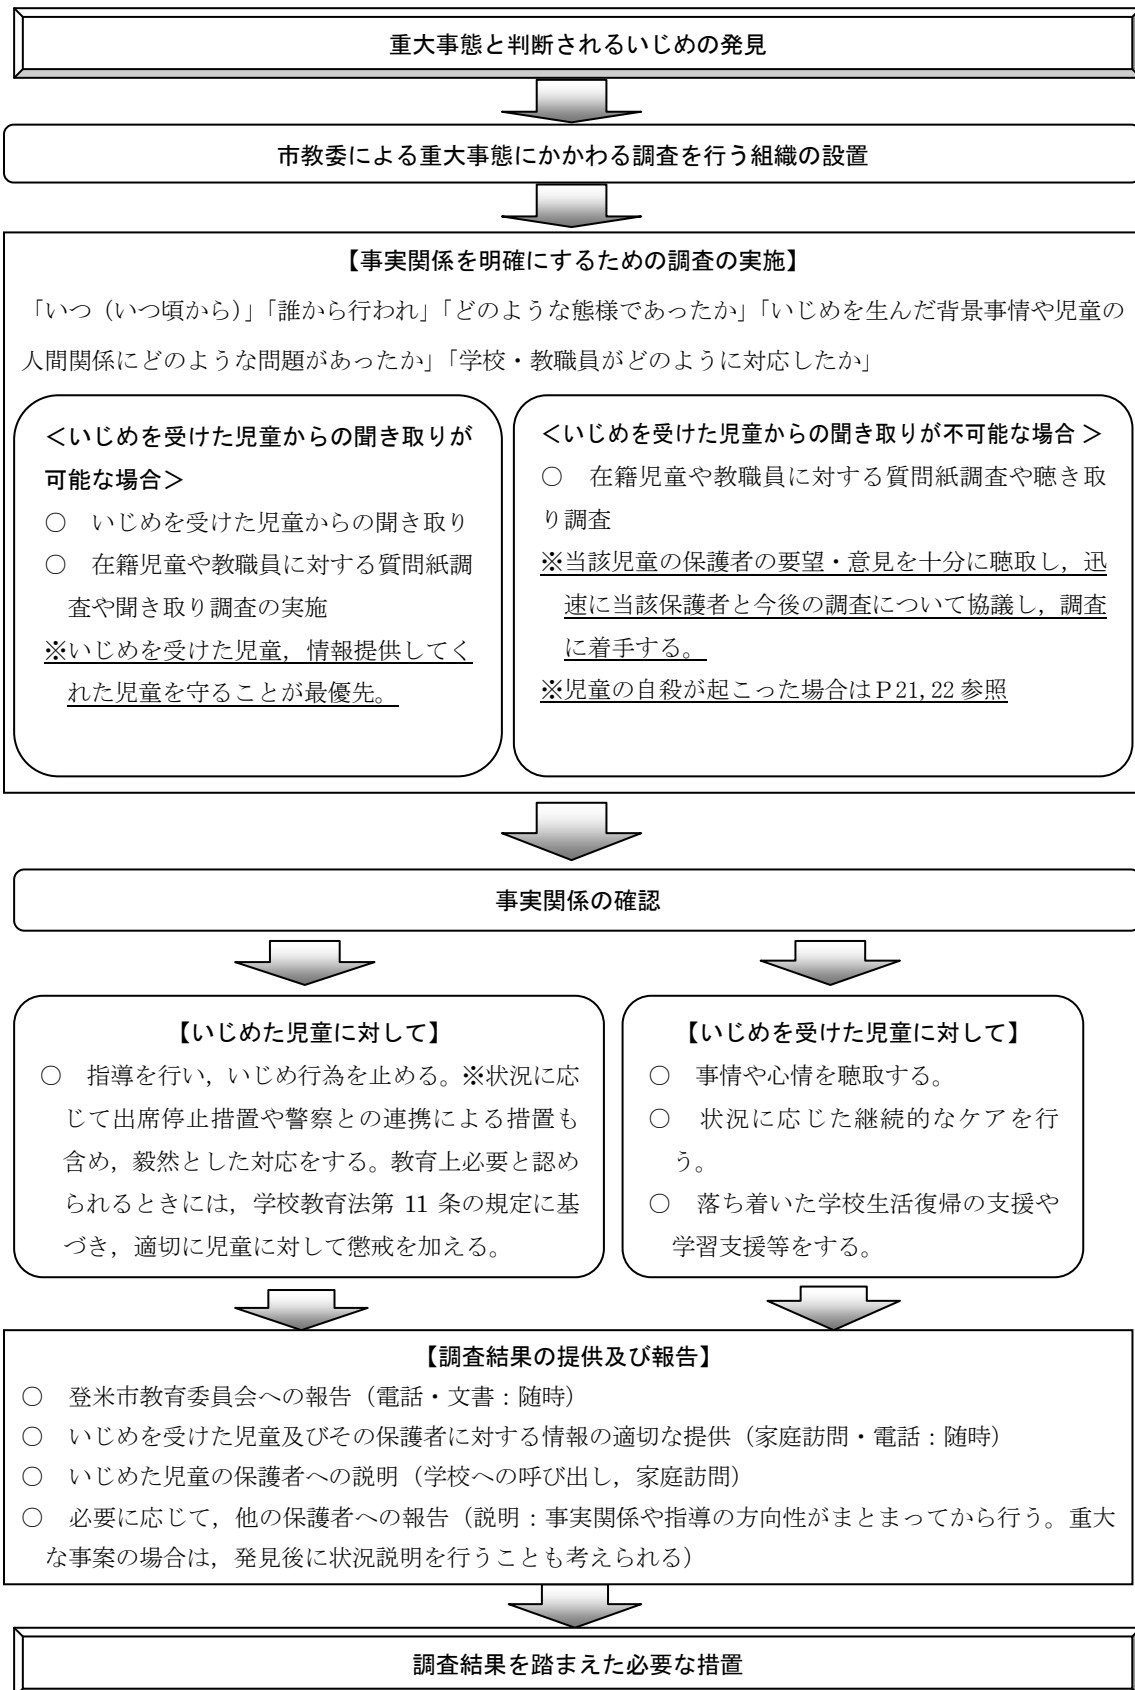 重大事態と判断されるいじめの発見
市教委による重大事態にかかわる調査を行う組織の設置
【事実関係を明確にするための調査の実施】
「いつ（いつ頃から）」「誰から行われ」「どのような態様であったか」「いじめを生んだ背景事情や児童の
人間関係にどのような問題があったか」「学校・教職員がどのように対応したか」
＜いじめを受けた児童からの聞き取りが
可能な場合＞
○　いじめを受けた児童からの聞き取り
○　在籍児童や教職員に対する質問紙調
査や聞き取り調査の実施
※いじめを受けた児童，情報提供してく
れた児童を守ることが最優先。
＜いじめを受けた児童からの聞き取りが不可能な場合 ＞
○　在籍児童や教職員に対する質問紙調査や聴き取
り調査
※当該児童の保護者の要望・意見を十分に聴取し，迅
速に当該保護者と今後の調査について協議し，調査
に着手する。
※児童の自殺が起こった場合はＰ21, 22 参照
事実関係の確認
【いじめた児童に対して】
○　指導を行い，いじめ行為を止める。※状況に応
じて出席停止措置や警察との連携による措置も
含め，毅然とした対応をする。教育上必要と認め
られるときには，学校教育法第 11 条の規定に基
づき，適切に児童に対して懲戒を加える。
【いじめを受けた児童に対して】
○　事情や心情を聴取する。
○　状況に応じた継続的なケアを行
う。
○　落ち着いた学校生活復帰の支援や
学習支援等をする。
【調査結果の提供及び報告】
○　登米市教育委員会への報告（電話・文書：随時）
○　いじめを受けた児童及びその保護者に対する情報の適切な提供（家庭訪問・電話：随時）
○　いじめた児童の保護者への説明（学校への呼び出し，家庭訪問）
○　必要に応じて，他の保護者への報告（説明：事実関係や指導の方向性がまとまってから行う。重大
な事案の場合は，発見後に状況説明を行うことも考えられる）
調査結果を踏まえた必要な措置